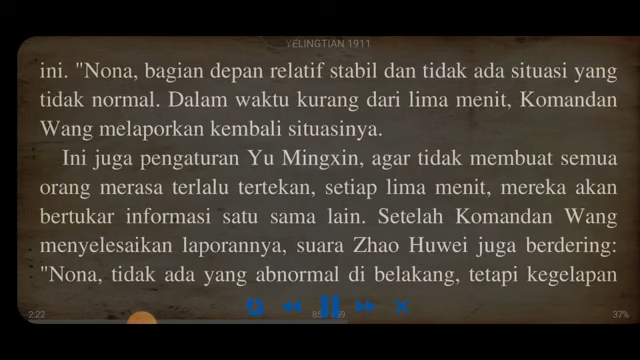 YELINGTIAN 1911
ini. "Nona, bagian depan relatif stabil dan tidak ada situasi yang
tidak normal. Dalam waktu kurang dari lima menit, Komandan
Wang melaporkan kembali situasinya.
Ini juga pengaturan Yu Mingxin, agar tidak membuat semua
orang merasa terlalu tertekan, setiap lima menit, mereka akan
bertukar informasi satu sama lain. Setelah Komandan Wang
menyelesaikan laporannya, suara Zhao Huwei juga berdering:
"Nona, tidak ada yang abnormal di belakang, tetapi kegelapan
2:22
37%